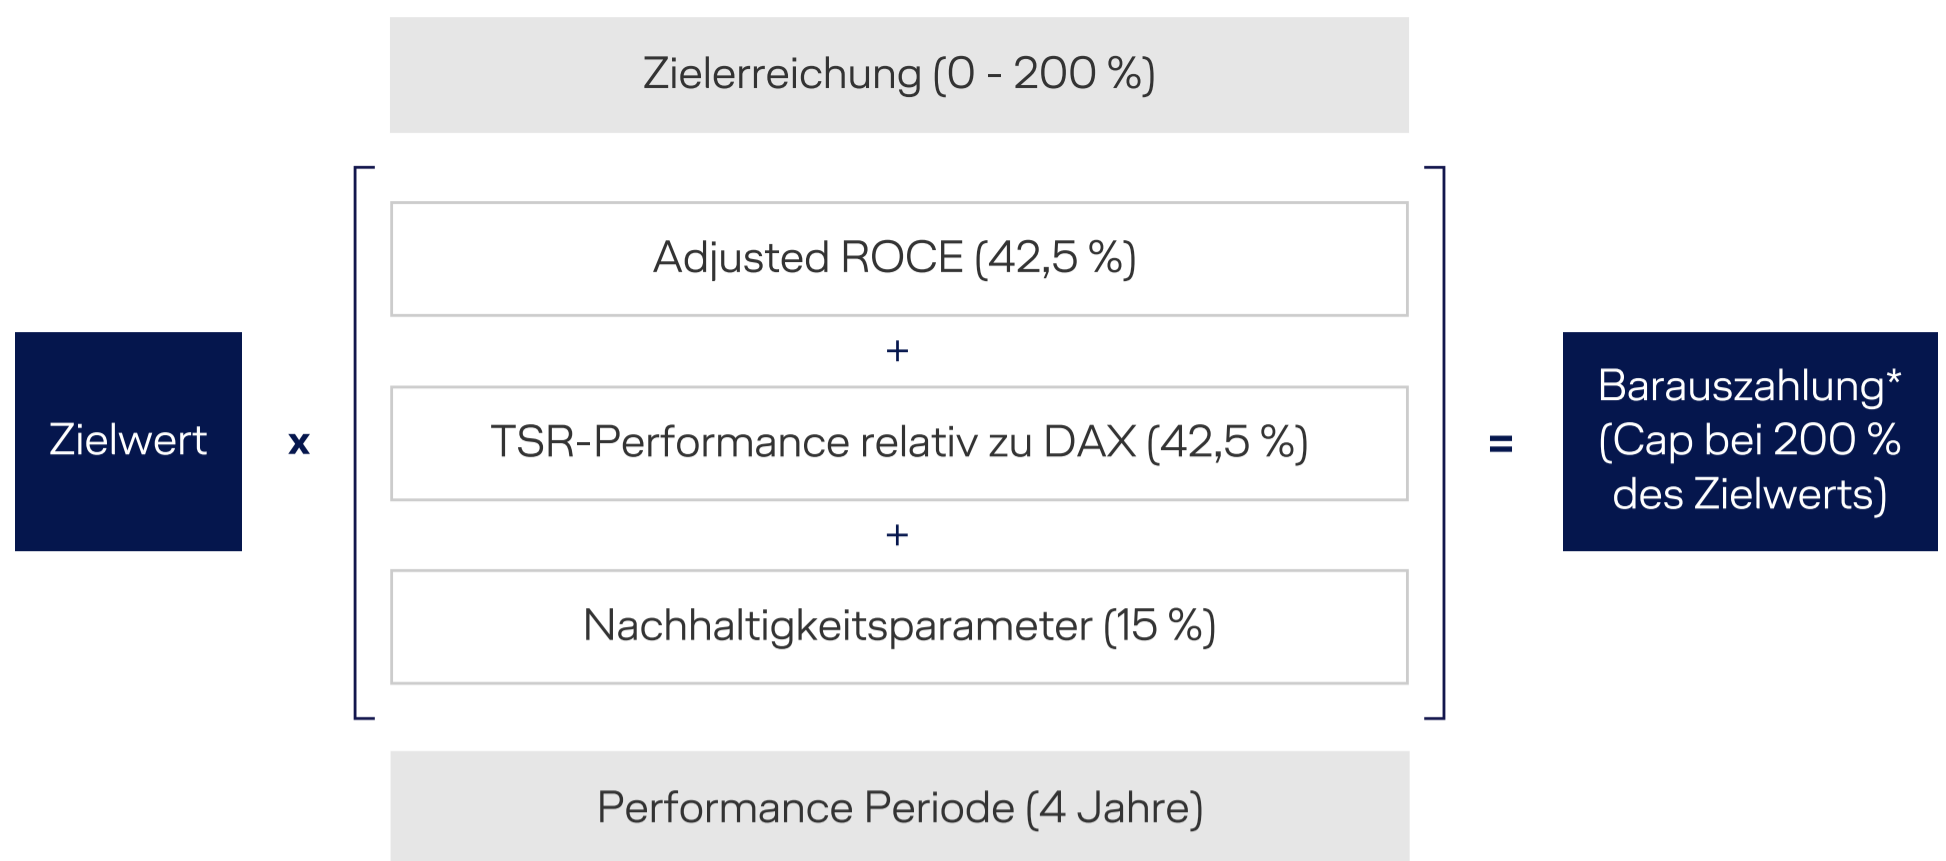 Zielerreichung (0 - 200 %)
Adjusted ROCE (42,5 %)
+
Zielwert
x
TSR-Performance relativ zu DAX (42,5 %)
=
Barauszahlung*
(Cap bei 200 %
des Zielwerts)
+
Nachhaltigkeitsparameter (15 %)
Performance Periode (4 Jahre)